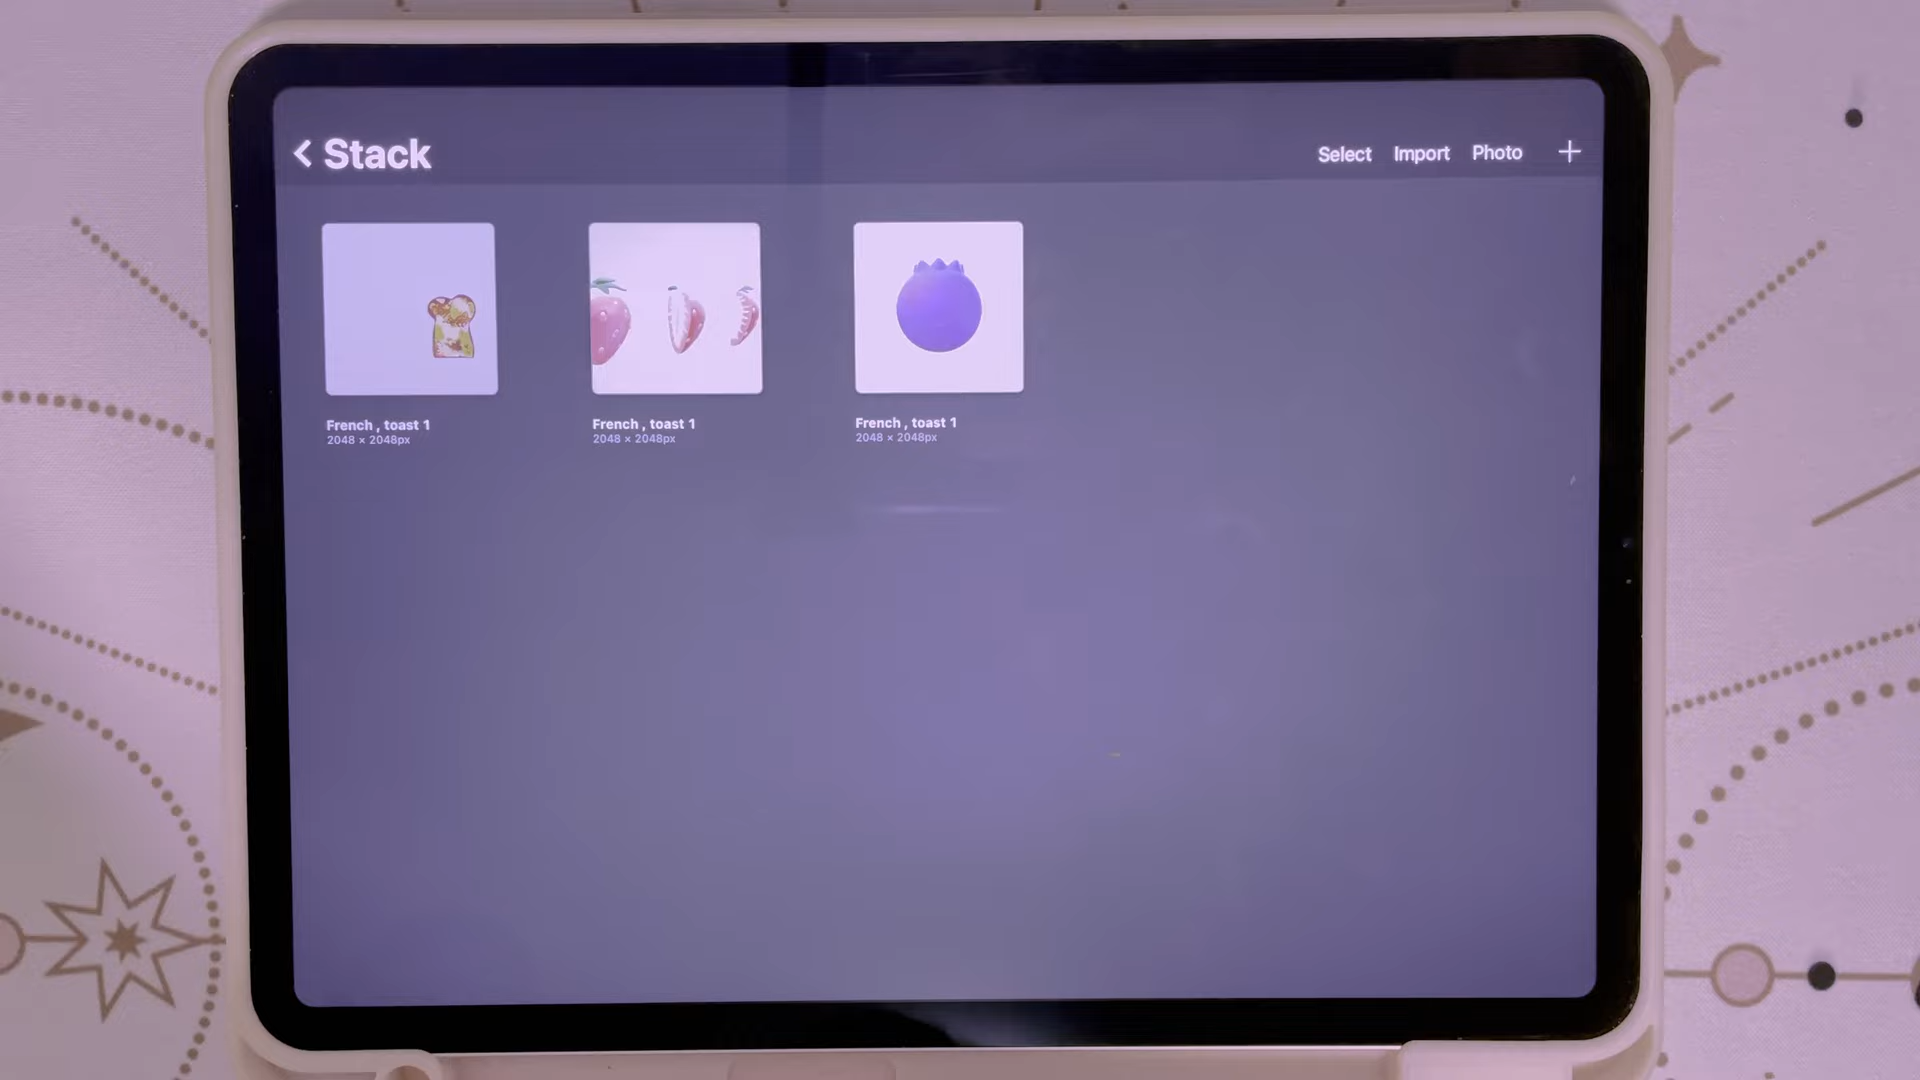 Stack
Select Import Photo
French , toast 1
2048 × 2048px
French , toast 1
2048 × 2048px
French , toast 1
2048 × 2048px